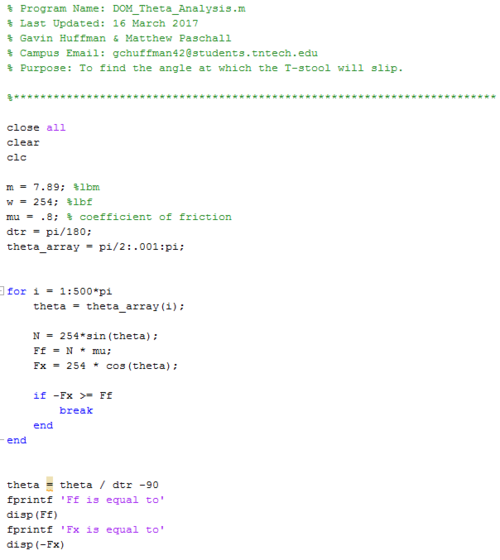 % Program Name: DOM_Theta_Analysis.m
% Last Updated: 16 March 2017
% Gavin Huffman & Matthew Paschall
% Campus Email: gchuffman42@students.tntech.edu
% Purpose: To find the angle at which the T-stool will slip.
%*************************************************************************
close all
clear
clc
m = 7.89; %lbm
w = 254; %lbf
mu = .8; % coefficient of friction
dtr = pi/180;
theta_array = pi/2:.001:pi;
for i = 1:500*pi
theta = theta_array(i);
N = 254*sin(theta);
Ff = N * mu;
Fx = 254 * cos(theta);
if -Fx >= Ff
break
end
end
theta = theta / dtr -90
fprintf 'Ff is equal to'
disp(Ff)
fprintf 'Fx is equal to'
disp(-Fx)